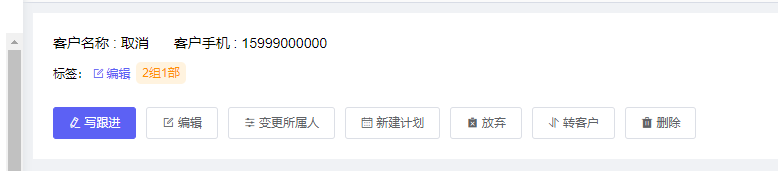 客户名称 : 取消 客户手机 : 15999000000
标签： 编辑 2组1部
写跟进 编辑 变更所属人 新建计划 放弃 转客户 删除